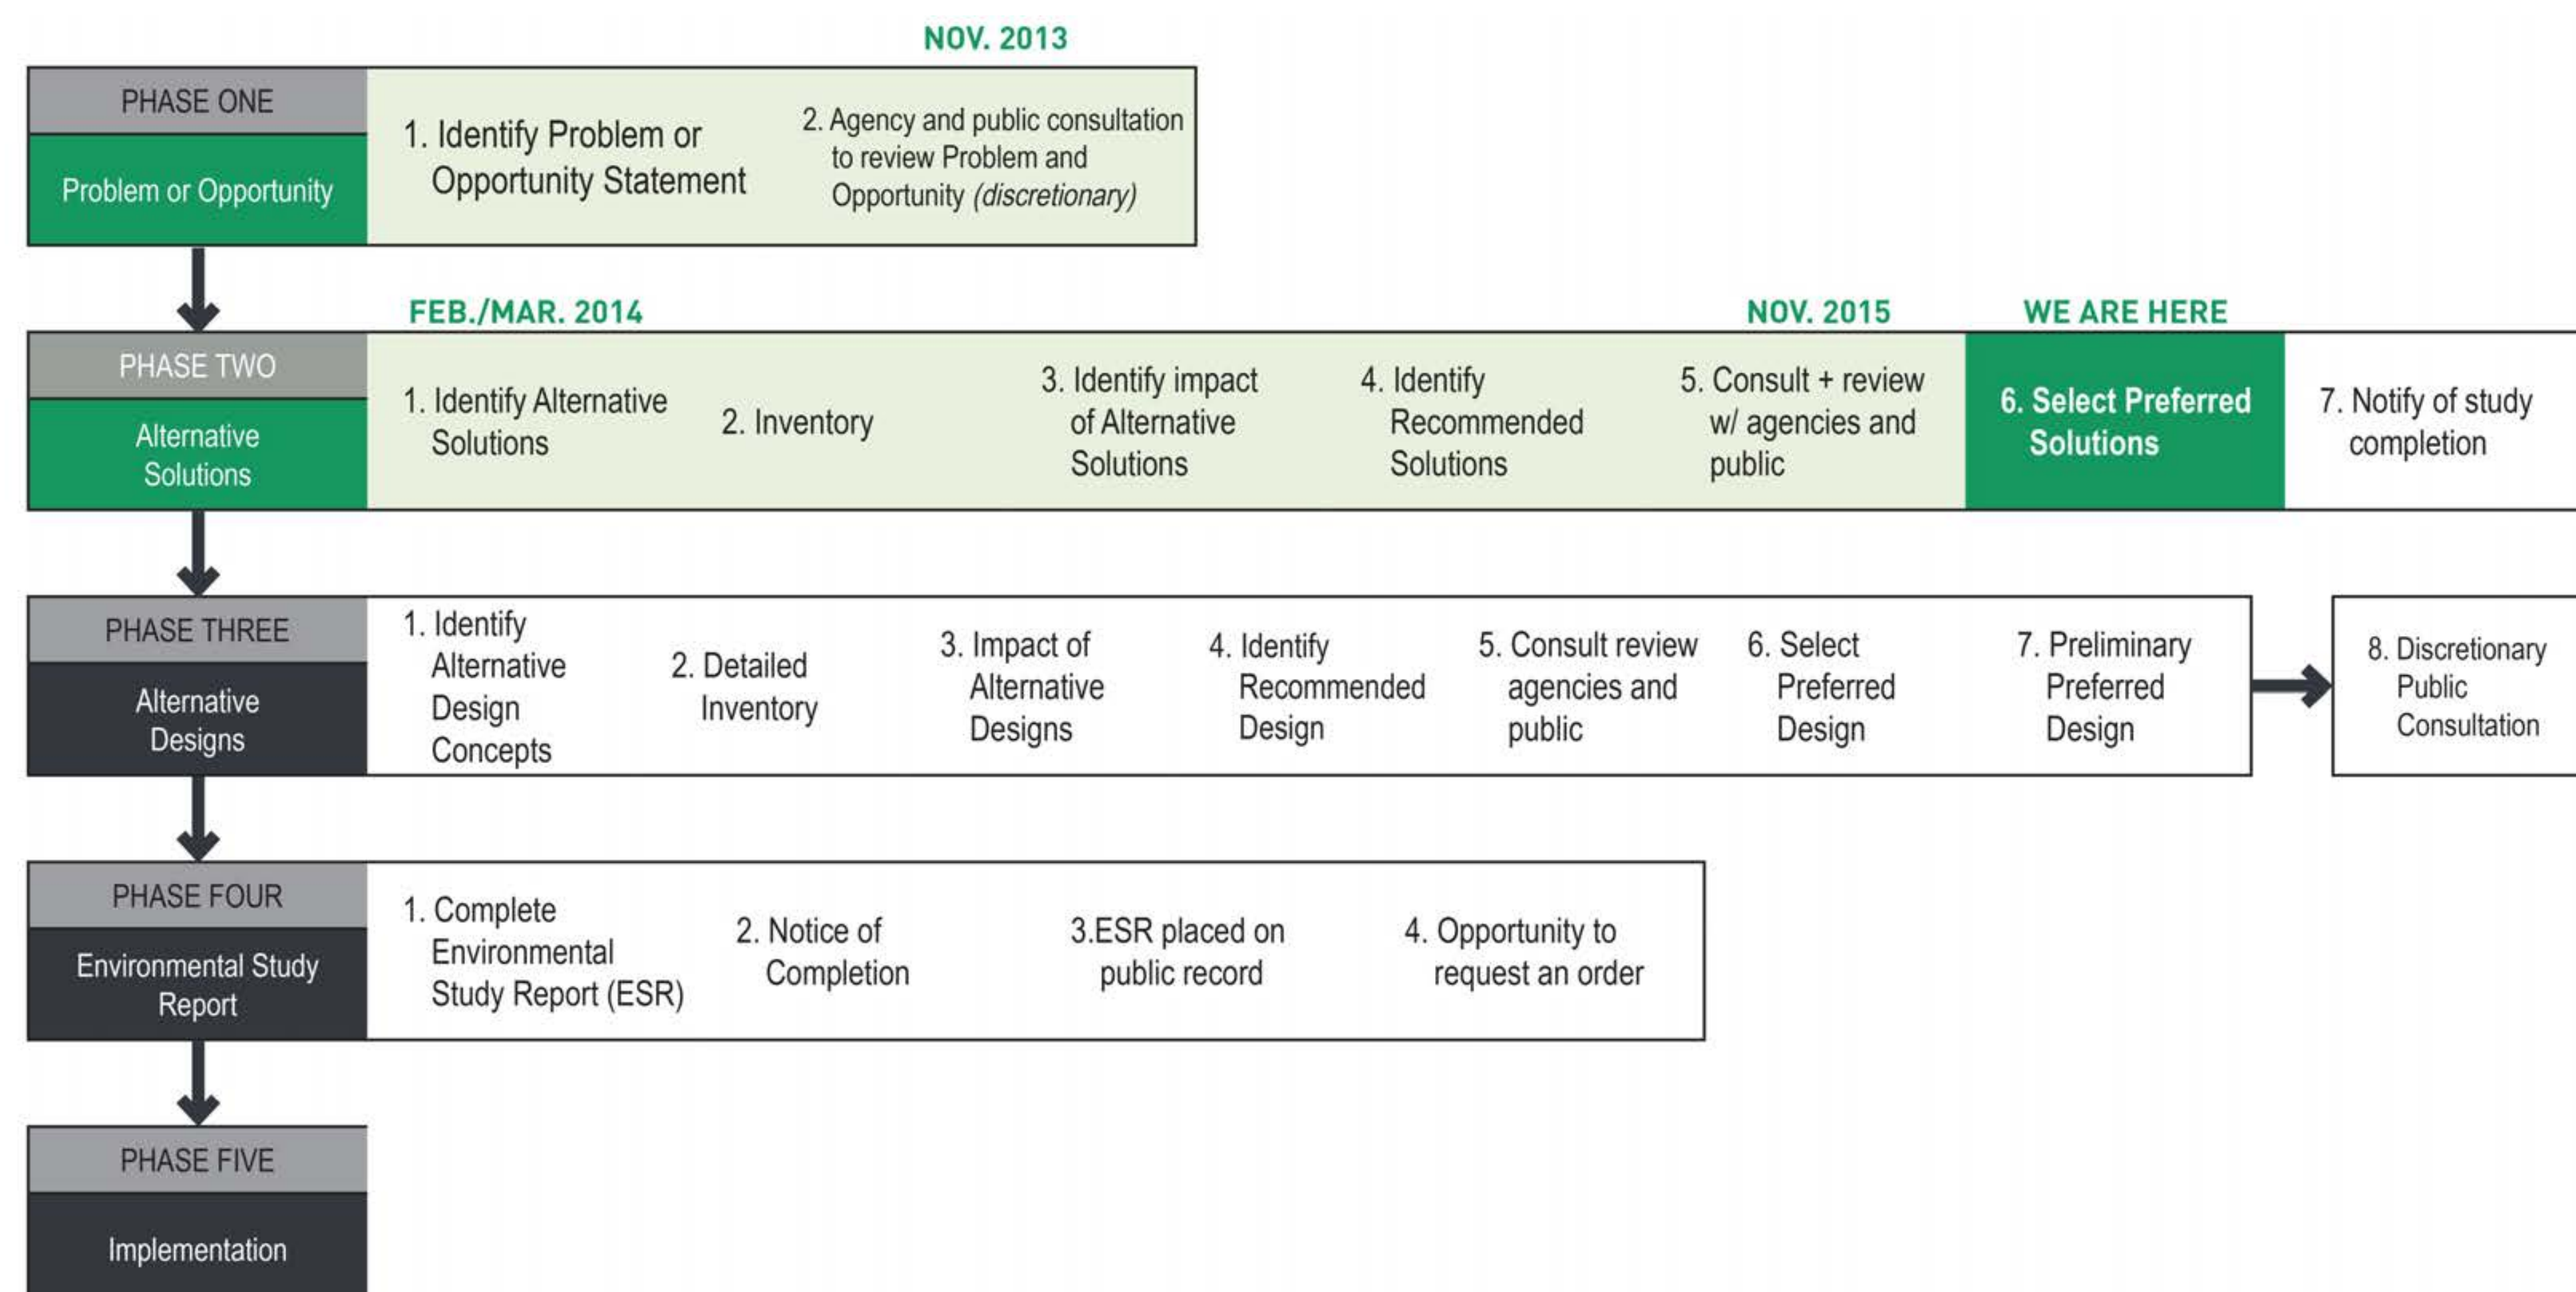 NOV. 2013
PHASE ONE
Problem or Opportunity
1. Identify Problem or
Opportunity Statement
2. Agency and public consultation
to review Problem and
Opportunity (discretionary)
FEB./MAR. 2014
NOV. 2015
WE ARE HERE
PHASE TWO
Alternative
Solutions
1. Identify Alternative
Solutions
2. Inventory
3. Identify impact
of Alternative
Solutions
4. Identify
Recommended
Solutions
5. Consult + review
w/ agencies and
public
6. Select Preferred
Solutions
7. Notify of study
completion
PHASE THREE
Alternative
Designs
1. Identify
Alternative
Design
Concepts
2. Detailed
Inventory
3. Impact of
Alternative
Designs
4. Identify
Recommended
Design
5. Consult review
agencies and
public
6. Select
Preferred
Design
7. Preliminary
Preferred
Design
8. Discretionary
Public
Consultation
PHASE FOUR
Environmental Study
Report
1. Complete
Environmental
Study Report (ESR)
2. Notice of
Completion
3.ESR placed on
public record
4. Opportunity to
request an order
PHASE FIVE
Implementation